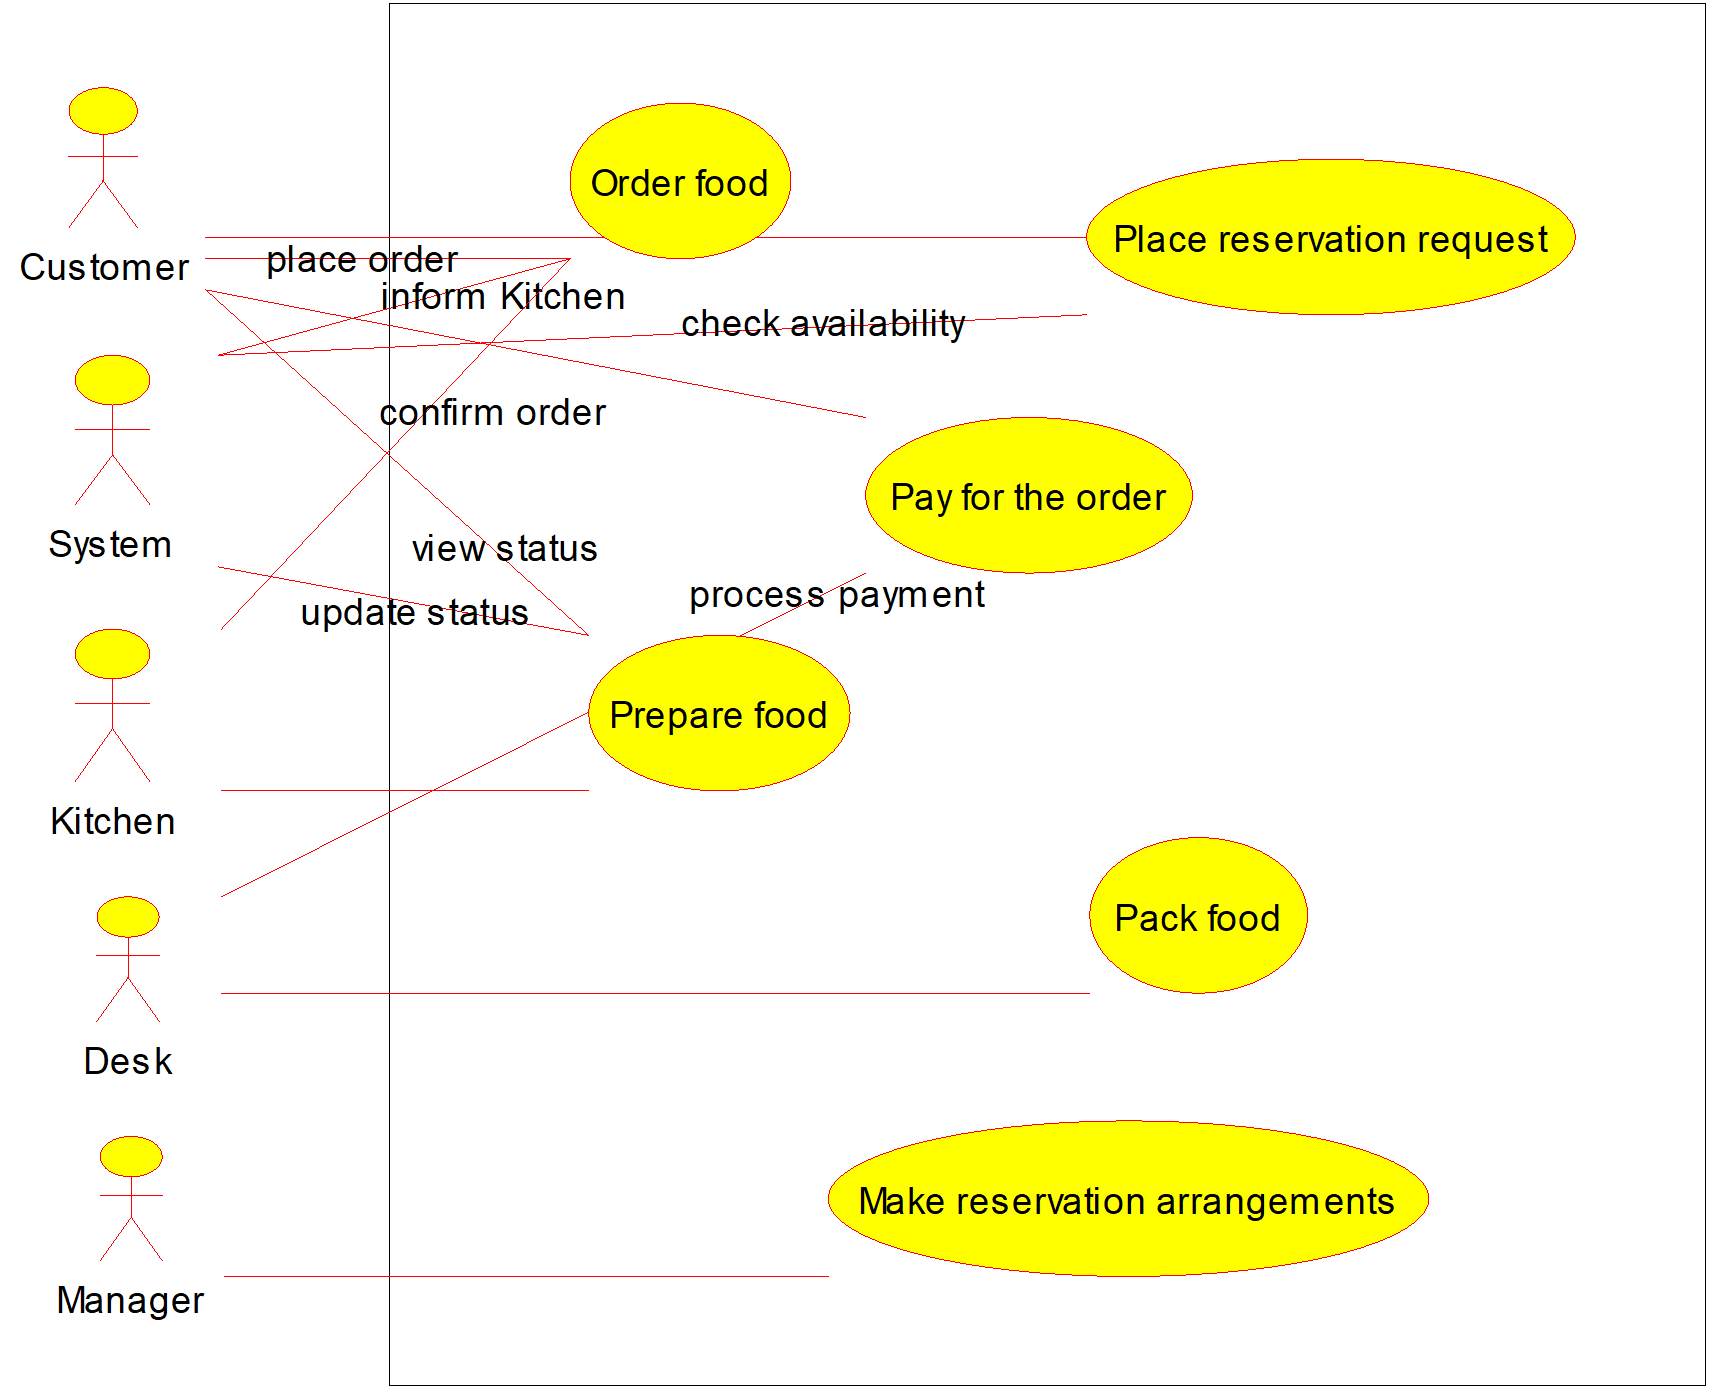 Order food
Place reservation request
Customer
place order
inform Kitchen
check availability
confirm order
Pay for the order
System
view status
process payment
update status
Prepare food
Kitchen
Pack food
Desk
Make reservation arrangements
Manager